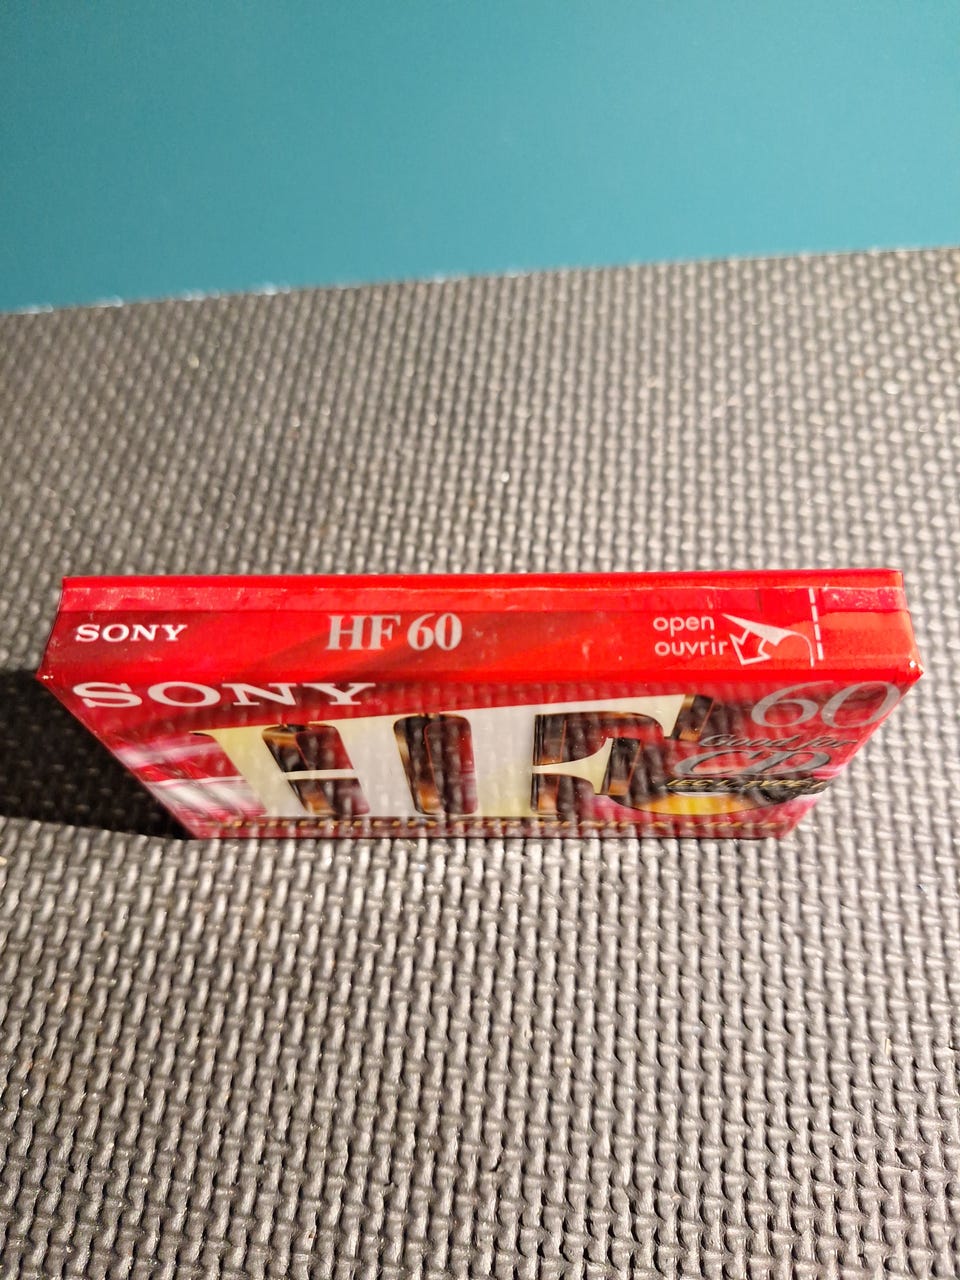 SONY
HF 60
open
ouvrir
SONY
60
HF
Good for
CD